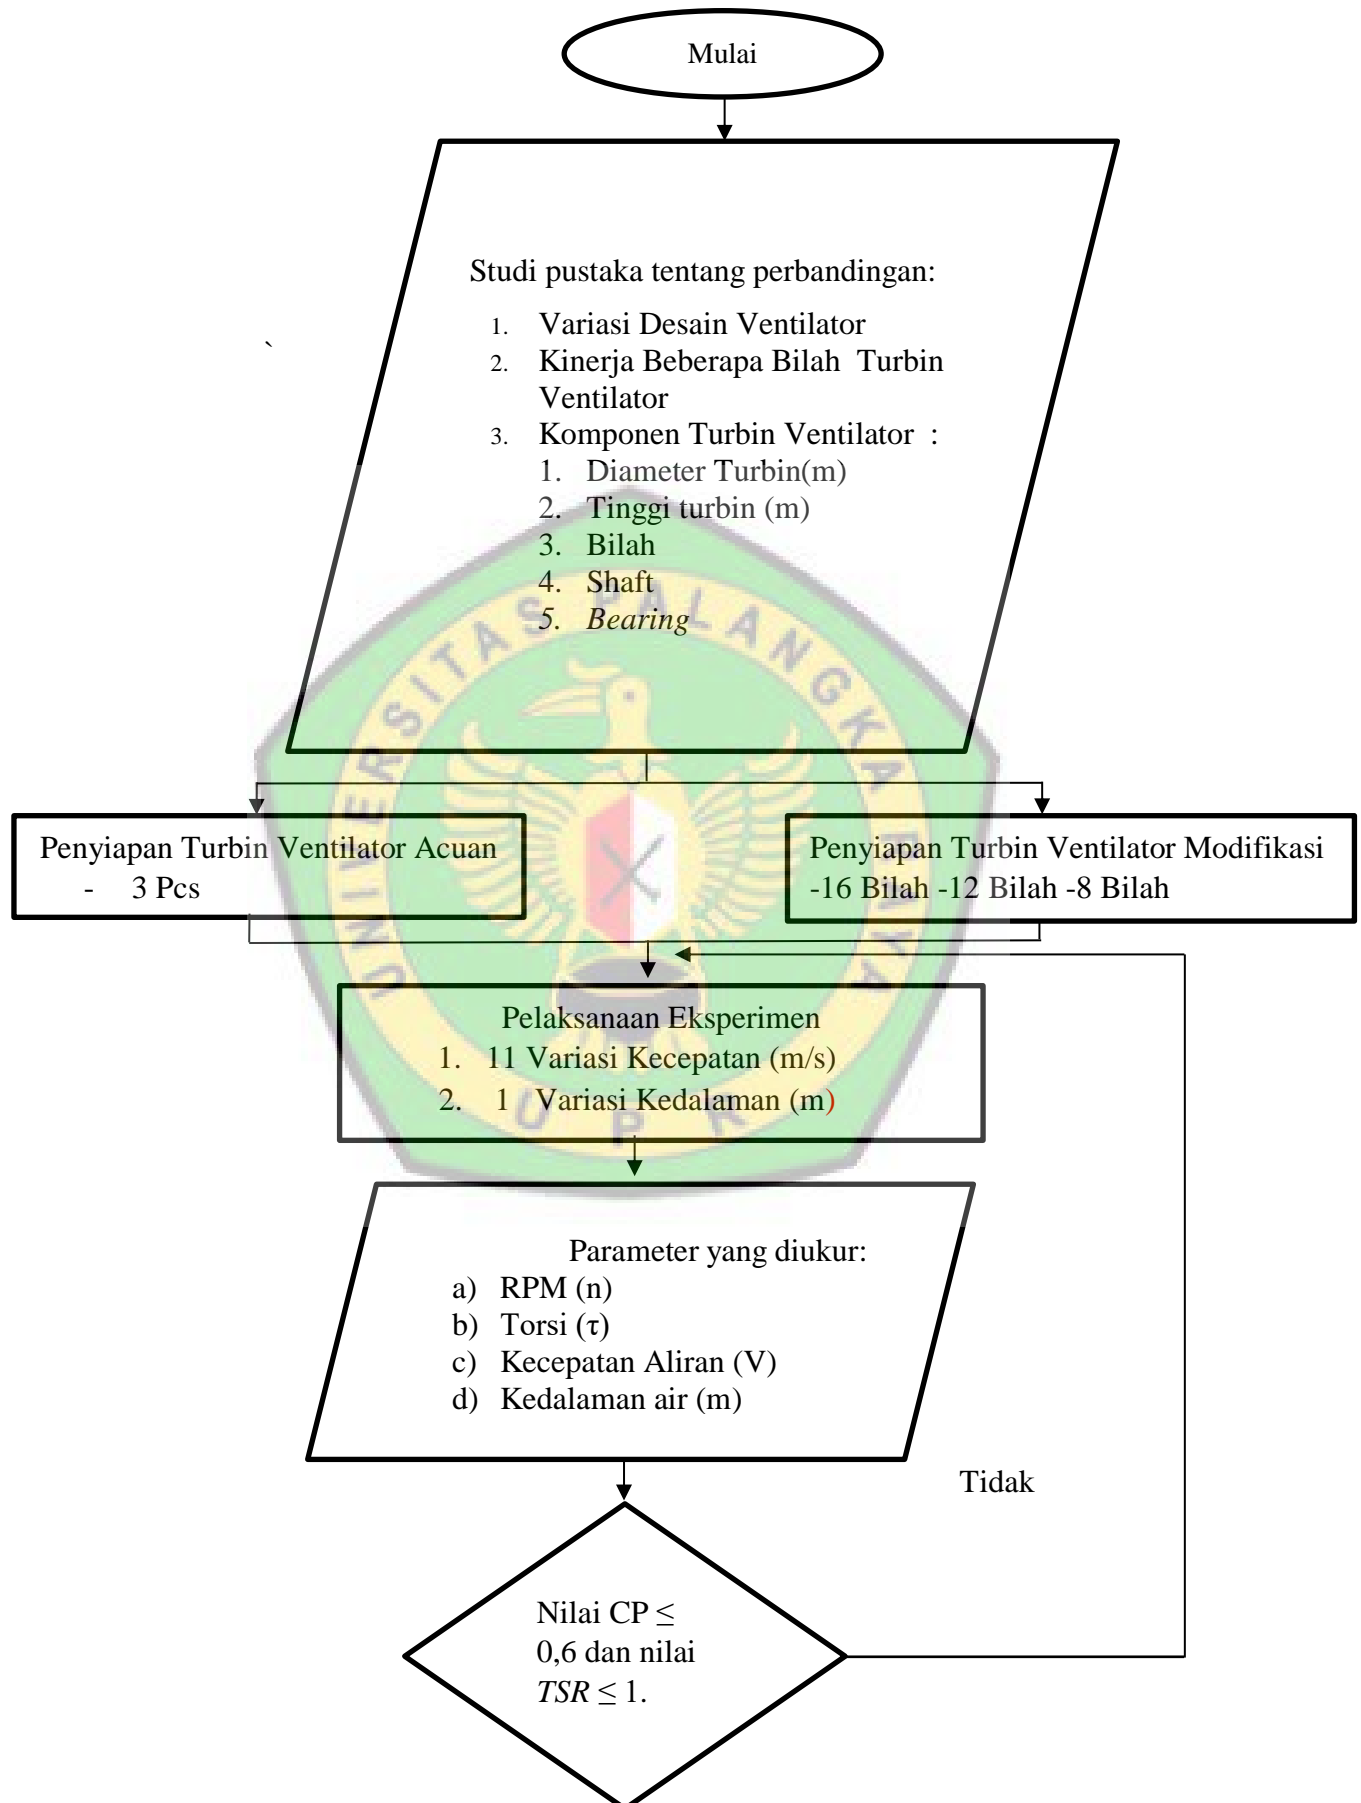 Mulai
Studi pustaka tentang perbandingan:
1. Variasi Desain Ventilator
`
2. Kinerja Beberapa Bilah Turbin
Ventilator
3. Komponen Turbin Ventilator :
1. Diameter Turbin(m)
2. Tinggi turbin (m)
3. Bilah
4. Shaft
5. Bearing
UNIVERSITAS PALANGKA RAYA
Penyiapan Turbin Ventilator Acuan
- 3 Pcs
Penyiapan Turbin Ventilator Modifikasi
-16 Bilah -12 Bilah -8 Bilah
Pelaksanaan Eksperimen
1. 11 Variasi Kecepatan (m/s)
2. 1 Variasi Kedalaman (m)
U P R
Parameter yang diukur:
a) RPM (n)
b) Torsi (τ)
c) Kecepatan Aliran (V)
d) Kedalaman air (m)
Tidak
Nilai CP ≤
0,6 dan nilai
TSR ≤ 1.